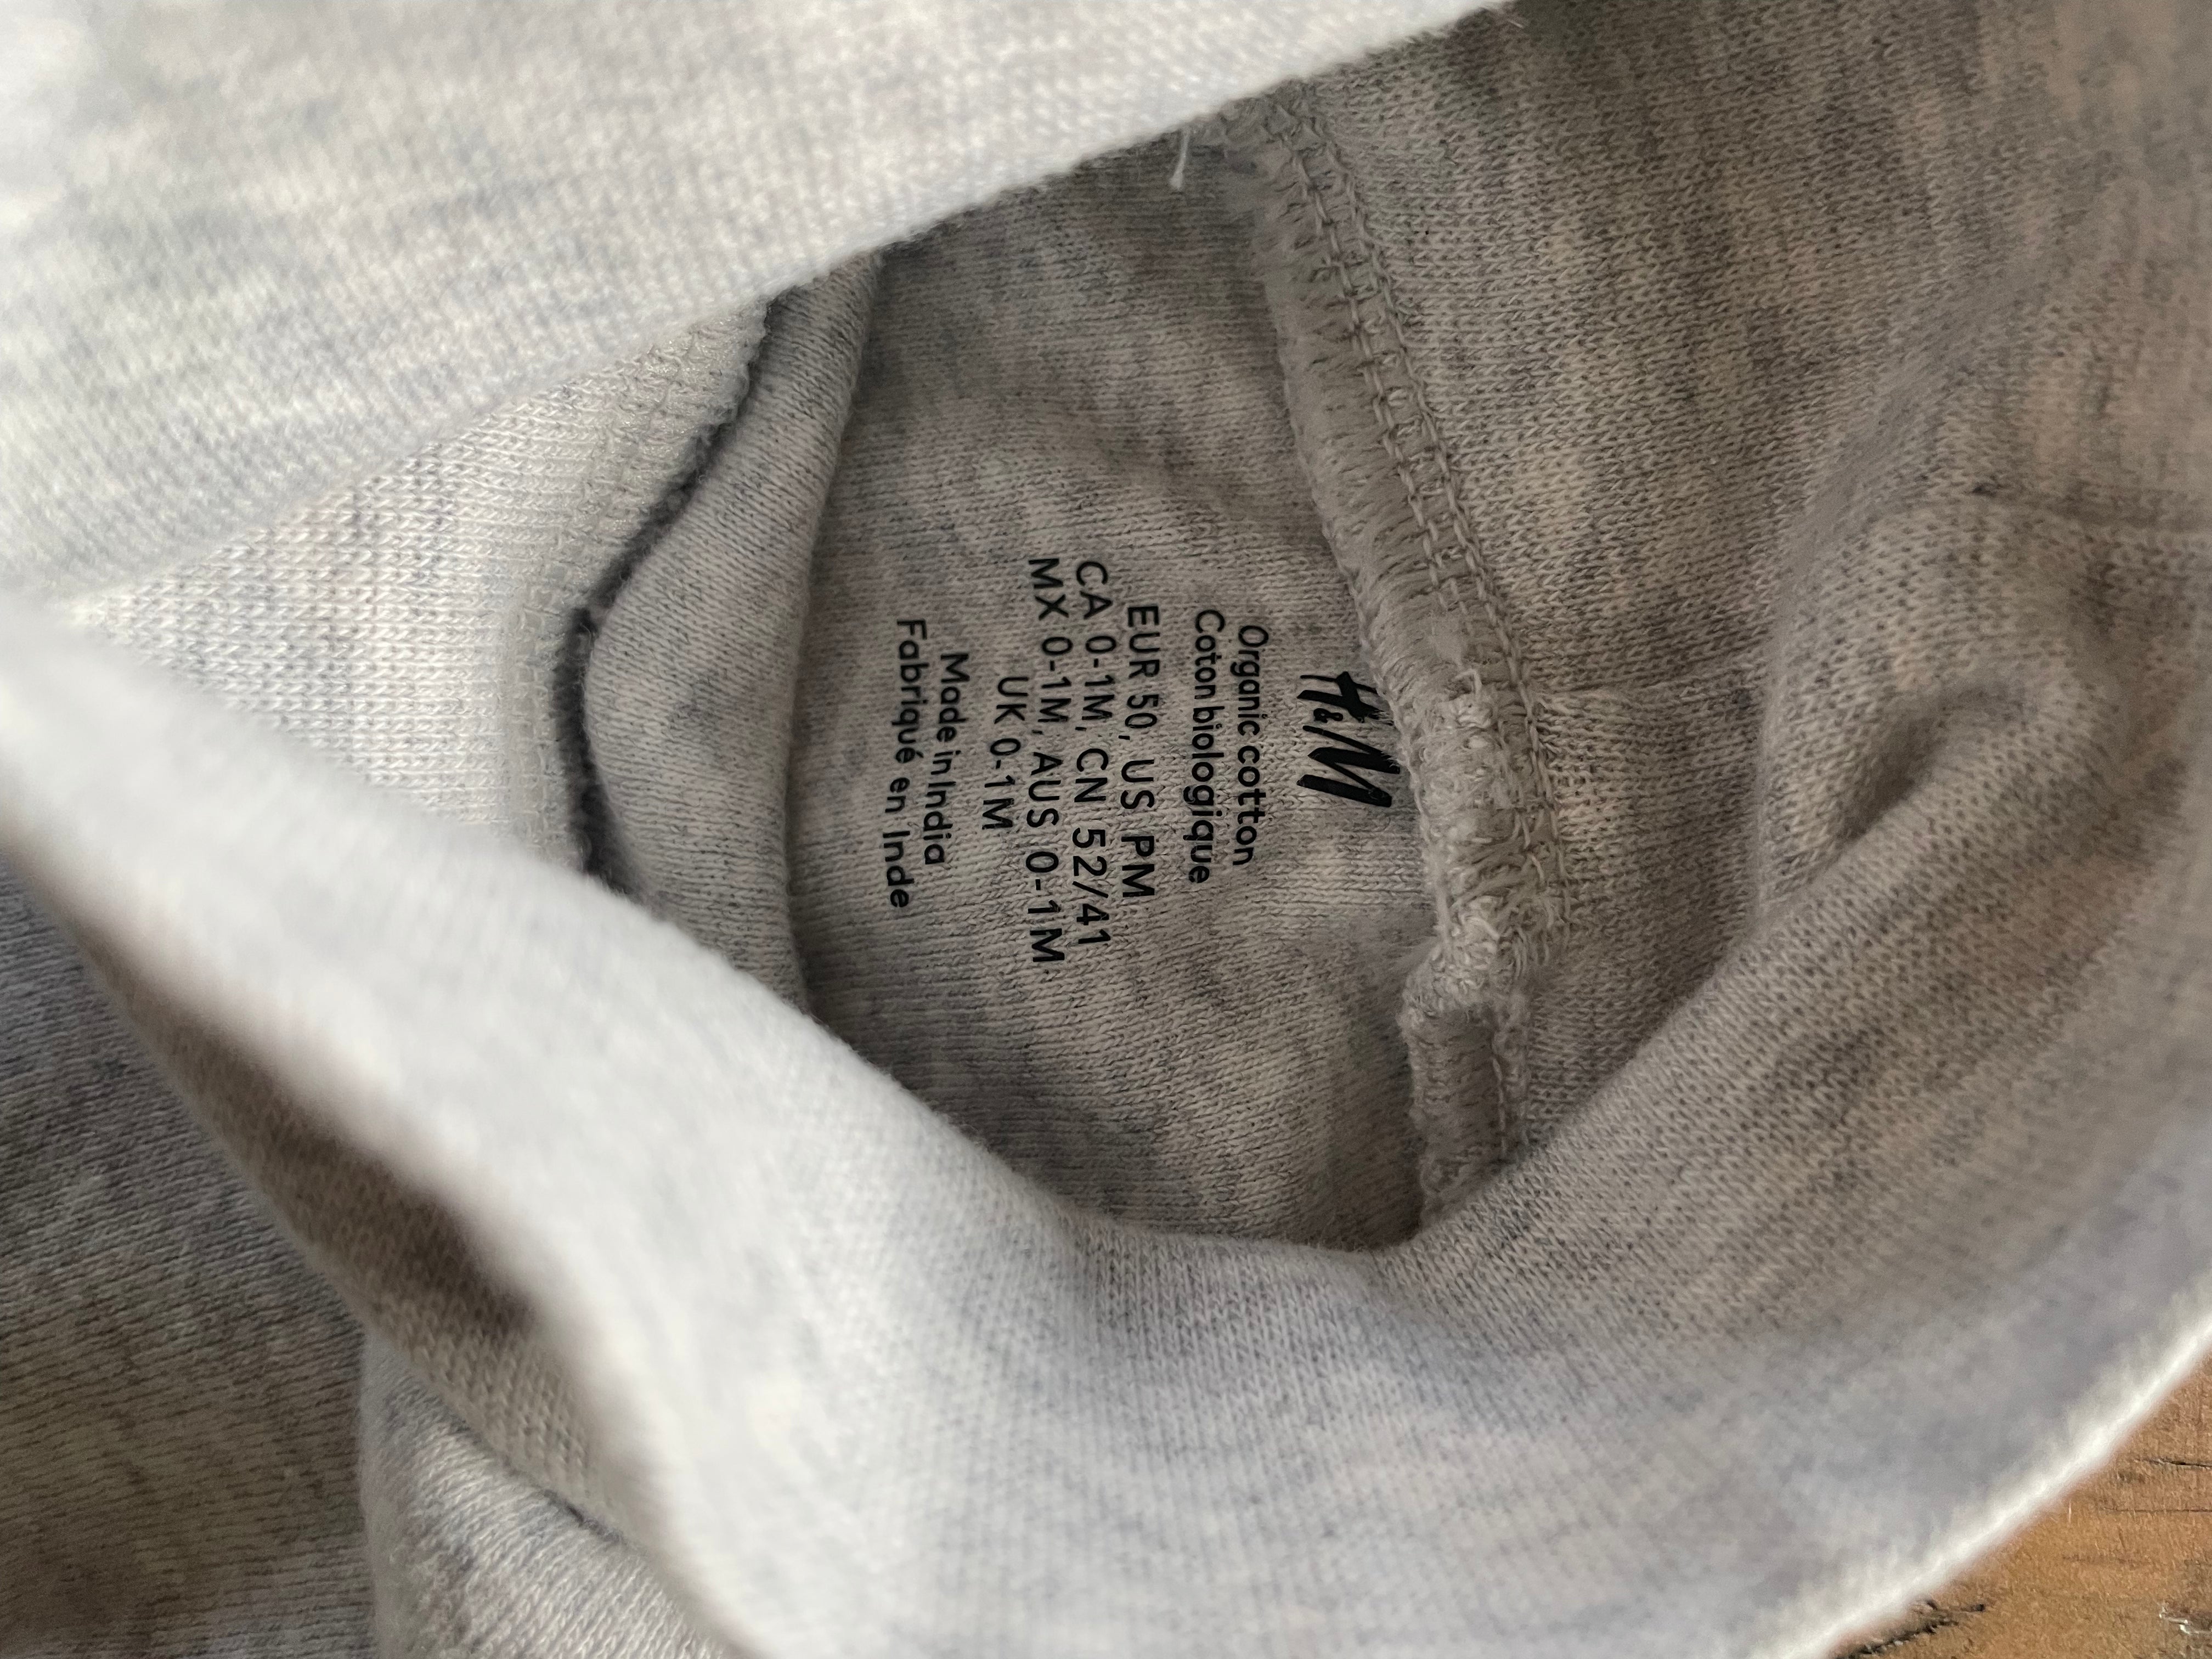 H&M
Organic cotton
Coton biologique
EUR 50, US PM
CA 0-1M, CN 52/41
MX 0-1M, AUS 0-1M
UK 0-1M
Made in India
Fabriqué en Inde